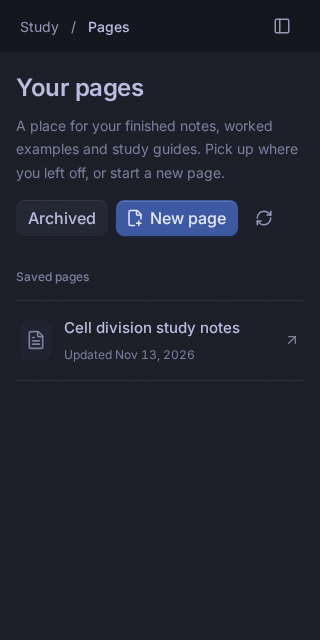 Study / Pages
Your pages
A place for your finished notes, worked
examples and study guides. Pick up where
you left off, or start a new page.
Archived
New page
Saved pages
Cell division study notes
Updated Nov 13, 2026